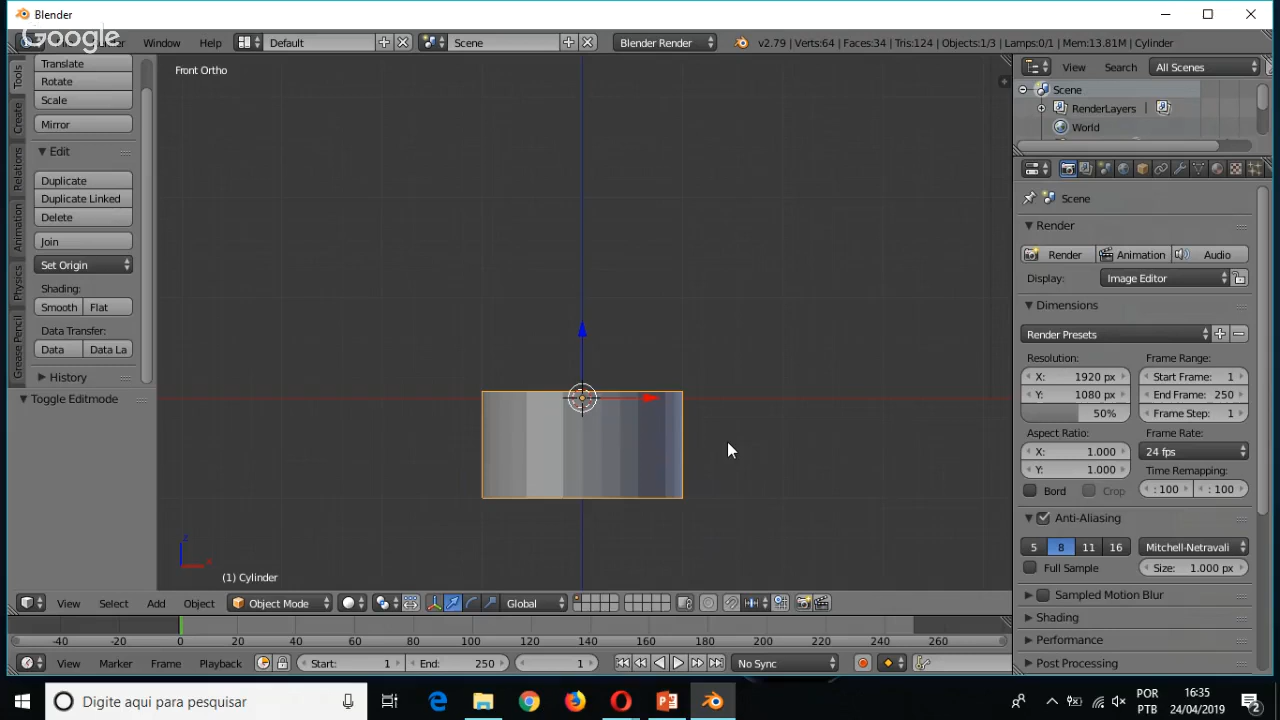 Blender
Google
Window Help Default Scene Blender Render v2.79 | Verts:64 | Faces:34 | Tris:124 | Objects:1/3 | Lamps:0/1 | Mem:13.81M | Cylinder
Front Ortho
Tools
Create
Relations
Animation
Physics
Grease Pencil
Translate
Rotate
Scale
Mirror
Edit
Duplicate
Duplicate Linked
Delete
Join
Set Origin
Shading:
Smooth Flat
Data Transfer:
Data Data La
History
Toggle Editmode
z
x
(1) Cylinder
View Search All Scenes
Scene
RenderLayers
World
Scene
Render
Render Animation Audio
Display: Image Editor
Dimensions
Render Presets
Resolution: Frame Range:
X: 1920 px Start Frame: 1
Y: 1080 px End Frame: 250
50% Frame Step: 1
Aspect Ratio: Frame Rate:
X: 1.000 24 fps
Y: 1.000 Time Remapping:
Bord Crop : 100 : 100
Anti-Aliasing
5 8 11 16 Mitchell-Netravali
Full Sample Size: 1.000 px
Sampled Motion Blur
Shading
Performance
Post Processing
View Select Add Object Object Mode Global
-40 -20 0 20 40 60 80 100 120 140 160 180 200 220 240 260
View Marker Frame Playback Start: 1 End: 250 1 No Sync
Digite aqui para pesquisar
POR 16:35
PTB 24/04/2019
2